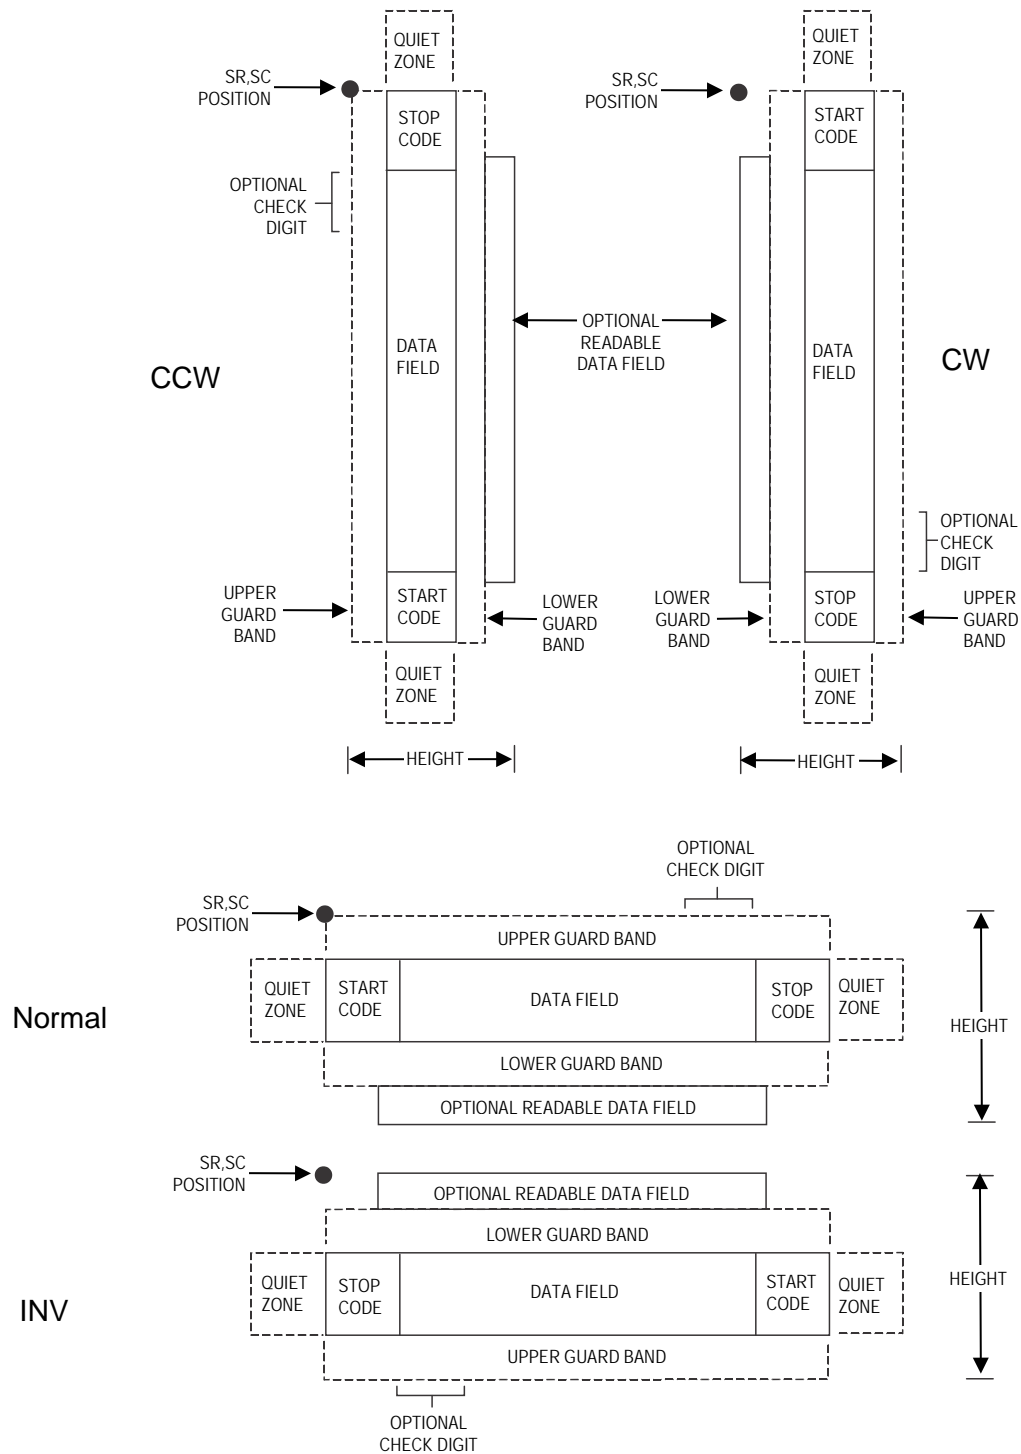 QUIET
ZONE
QUIET
ZONE
SR,SC
POSITION
SR,SC
POSITION
STOP
CODE
START
CODE
OPTIONAL
CHECK
DIGIT
OPTIONAL
READABLE
DATA FIELD
DATA
FIELD
DATA
FIELD
CCW
CW
OPTIONAL
CHECK
DIGIT
UPPER
GUARD
BAND
START
CODE
LOWER
GUARD
BAND
LOWER
GUARD
BAND
STOP
CODE
UPPER
GUARD
BAND
QUIET
ZONE
QUIET
ZONE
HEIGHT
HEIGHT
OPTIONAL
CHECK DIGIT
SR,SC
POSITION
UPPER GUARD BAND
Normal
QUIET
ZONE
START
CODE
DATA FIELD
STOP
CODE
QUIET
ZONE
HEIGHT
LOWER GUARD BAND
OPTIONAL READABLE DATA FIELD
SR,SC
POSITION
OPTIONAL READABLE DATA FIELD
LOWER GUARD BAND
INV
QUIET
ZONE
STOP
CODE
DATA FIELD
START
CODE
QUIET
ZONE
HEIGHT
UPPER GUARD BAND
OPTIONAL
CHECK DIGIT